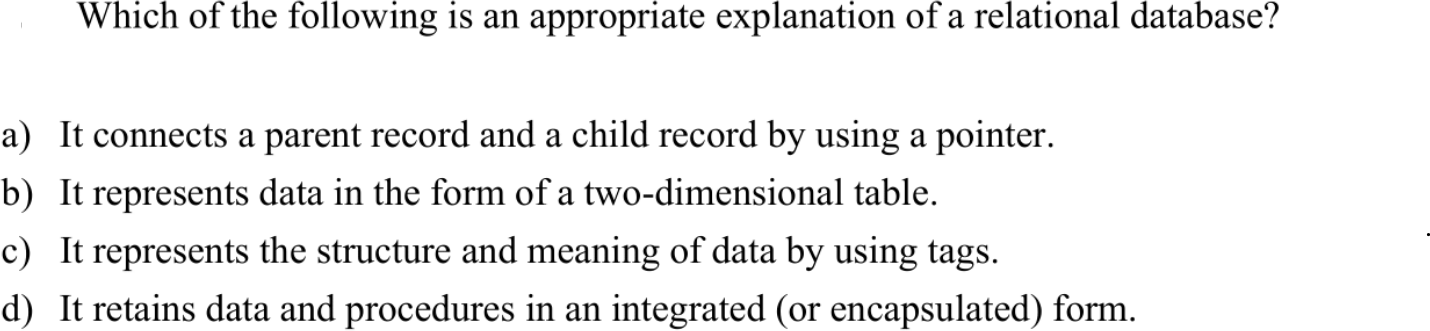 Which of the following is an appropriate explanation of a relational database?
a) It connects a parent record and a child record by using a pointer.
b) It represents data in the form of a two-dimensional table.
c) It represents the structure and meaning of data by using tags.
d) It retains data and procedures in an integrated (or encapsulated) form.